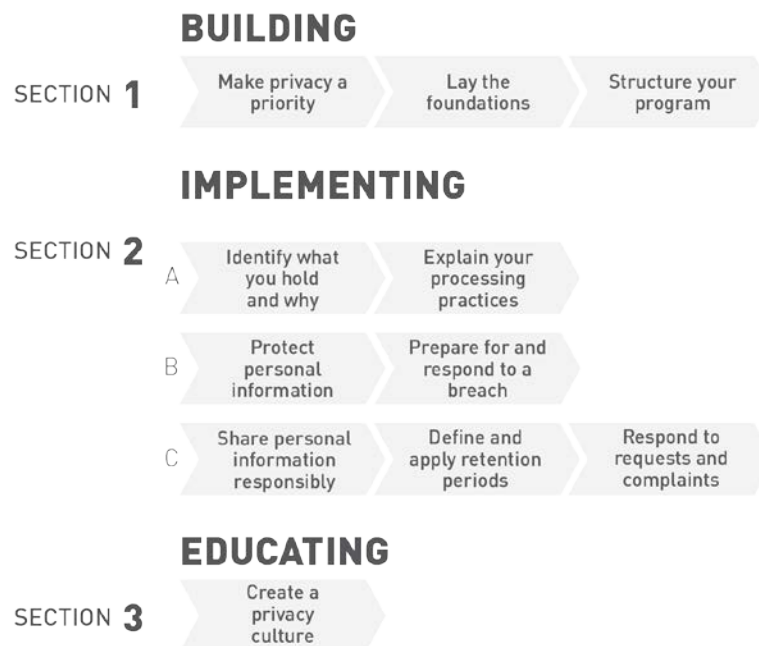 BUILDING
SECTION 1
Make privacy a
priority
Lay the
foundations
Structure your
program
IMPLEMENTING
SECTION 2
A
Identify what
you hold
and why
Explain your
processing
practices
B
Protect
personal
information
Prepare for and
respond to a
breach
C
Share personal
information
responsibly
Define and
apply retention
periods
Respond to
requests and
complaints
EDUCATING
SECTION 3
Create a
privacy
culture